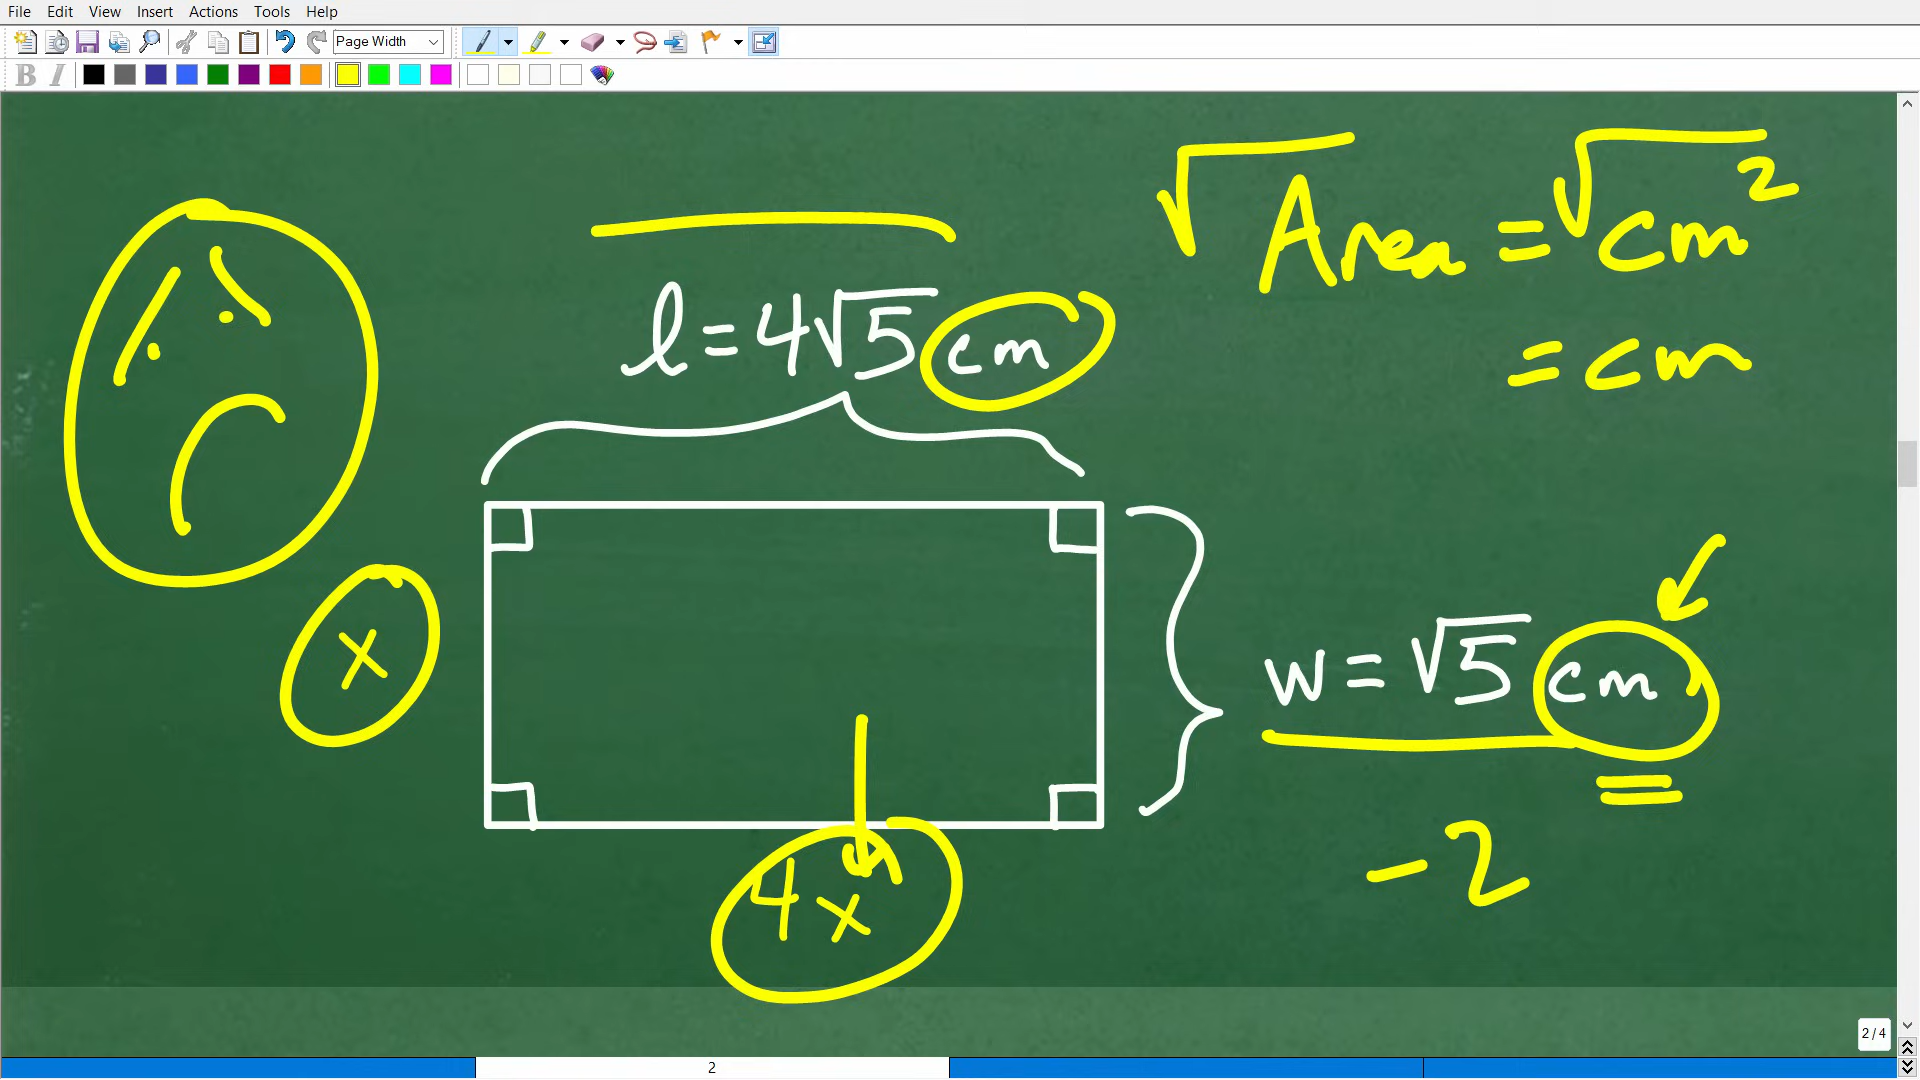 File Edit View Insert Actions Tools Help
Page Width
B I
√Area = √cm²
= cm
l = 4√5 cm
x
w = √5 cm
4x
-2
2 / 4
2